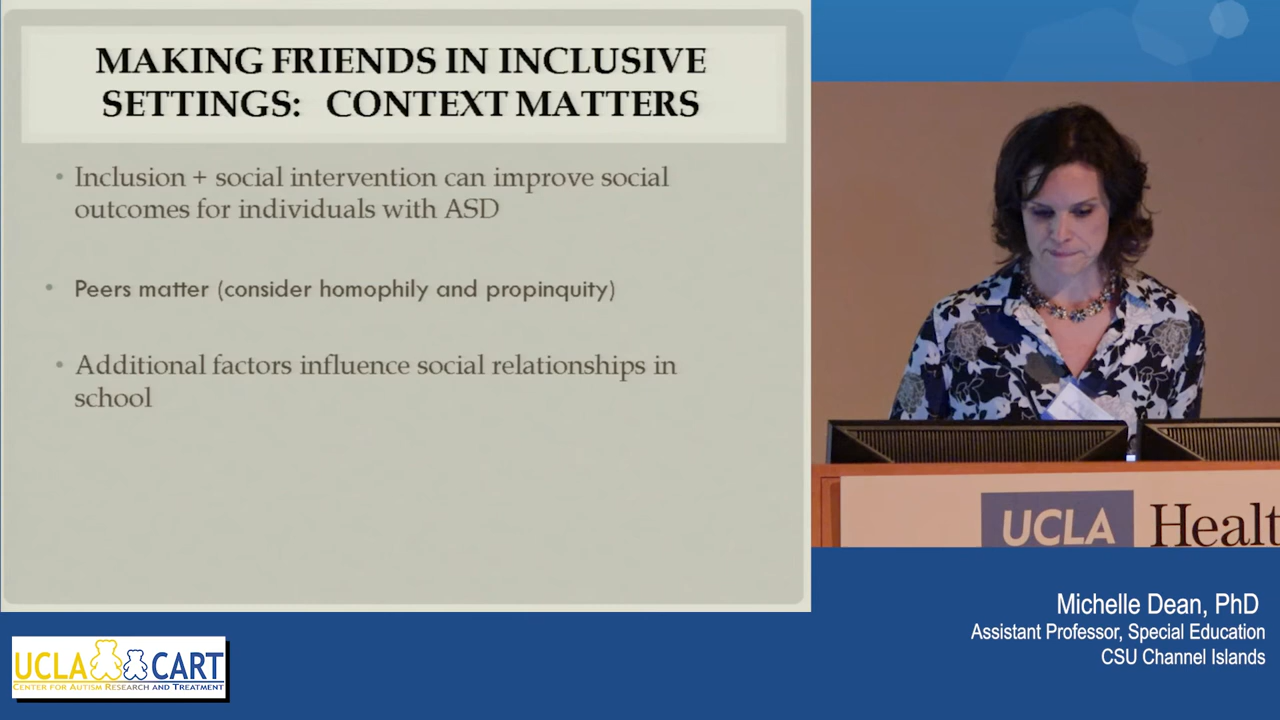 MAKING FRIENDS IN INCLUSIVE
SETTINGS: CONTEXT MATTERS
• Inclusion + social intervention can improve social
outcomes for individuals with ASD
• Peers matter (consider homophily and propinquity)
• Additional factors influence social relationships in
school
UCLA Healt
Michelle Dean, PhD
Assistant Professor, Special Education
CSU Channel Islands
UCLA CART
CENTER FOR AUTISM RESEARCH AND TREATMENT